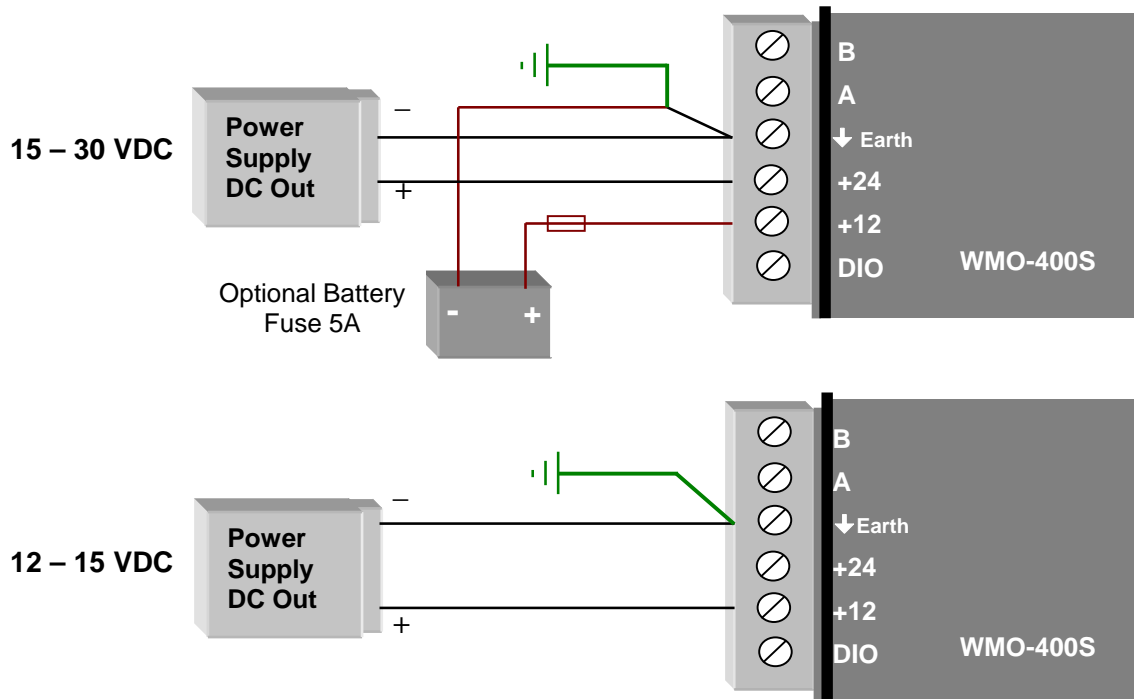 15 – 30 VDC
Power
Supply
DC Out
–
+
Optional Battery
Fuse 5A
-
+
B
A
↓ Earth
+24
+12
DIO
WMO-400S
12 – 15 VDC
Power
Supply
DC Out
–
+
B
A
↓ Earth
+24
+12
DIO
WMO-400S